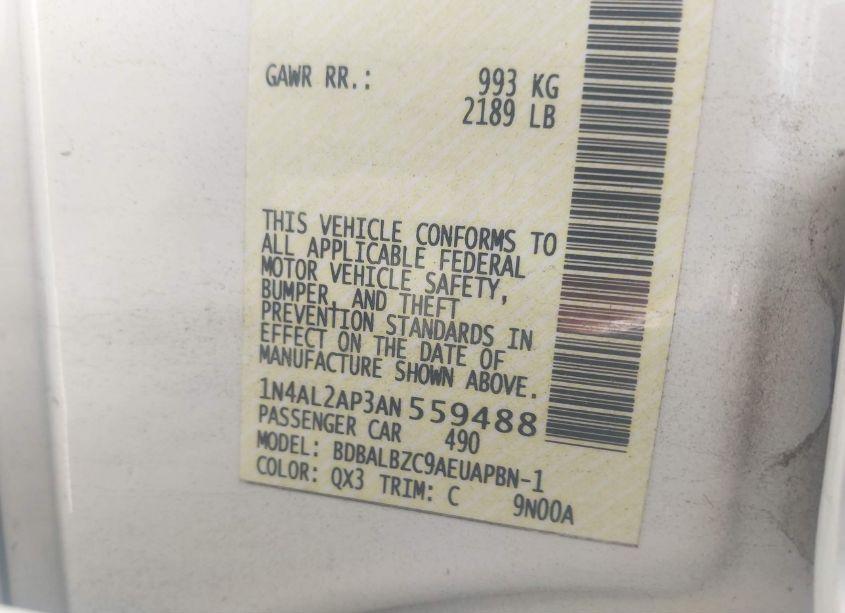 GAWR RR.: 993 KG
2189 LB
THIS VEHICLE CONFORMS TO
ALL APPLICABLE FEDERAL
MOTOR VEHICLE SAFETY,
BUMPER, AND THEFT
PREVENTION STANDARDS IN
EFFECT ON THE DATE OF
MANUFACTURE SHOWN ABOVE.
1N4AL2AP3AN559488
PASSENGER CAR 490
MODEL: BDBALBZC9AEUAPBN-1
COLOR: QX3 TRIM: C 9N00A